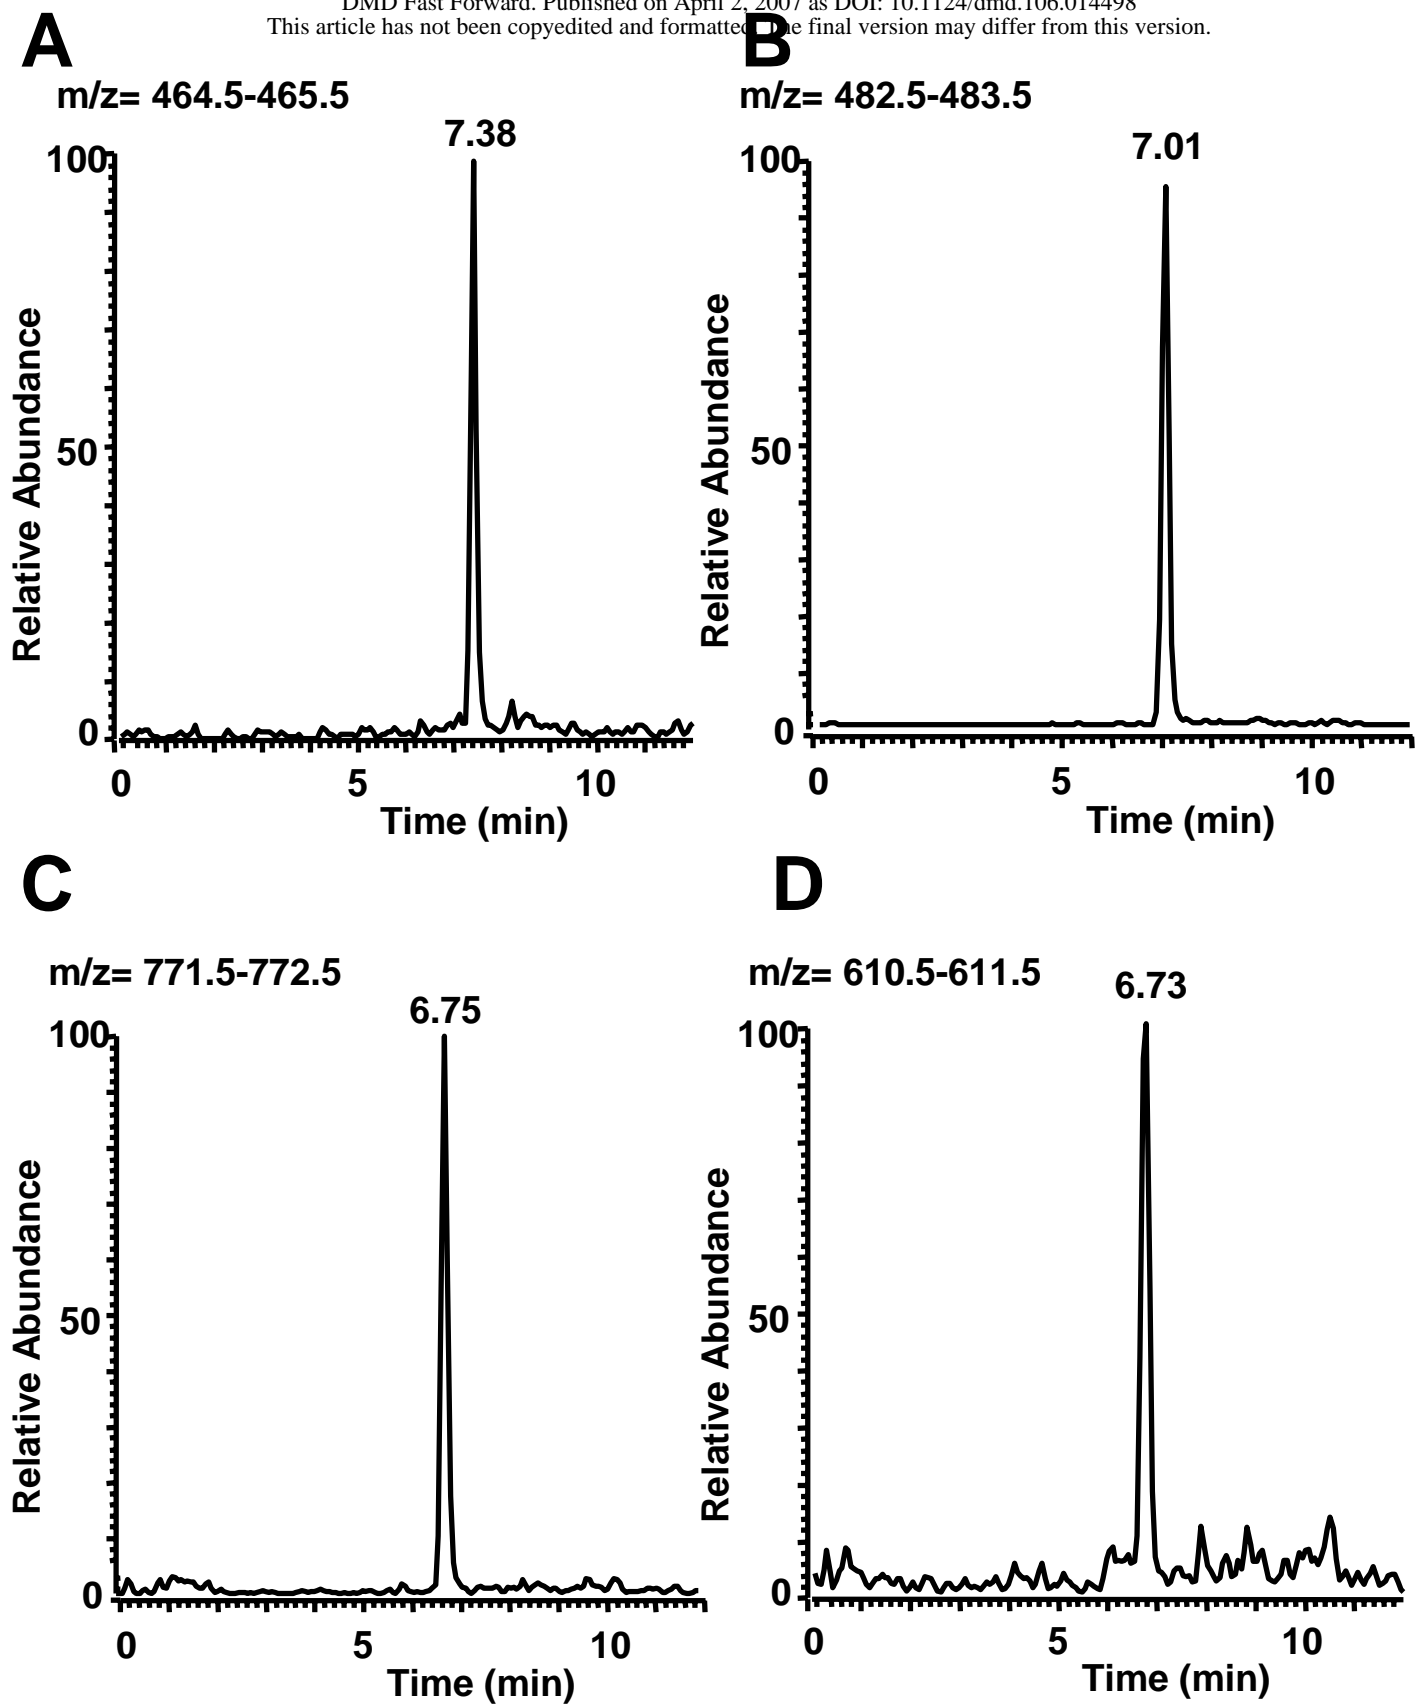 DMD Fast Forward. Published on April 2, 2007 as DOI: 10.1124/dmd.106.014498
This article has not been copyedited and formatted. The final version may differ from this version.
A
m/z= 464.5-465.5
7.38
100
50
0
Relative Abundance
0 5 10
Time (min)
B
m/z= 482.5-483.5
7.01
100
50
0
Relative Abundance
0 5 10
Time (min)
C
m/z= 771.5-772.5
6.75
100
50
0
Relative Abundance
0 5 10
Time (min)
D
m/z= 610.5-611.5
6.73
100
50
0
Relative Abundance
0 5 10
Time (min)